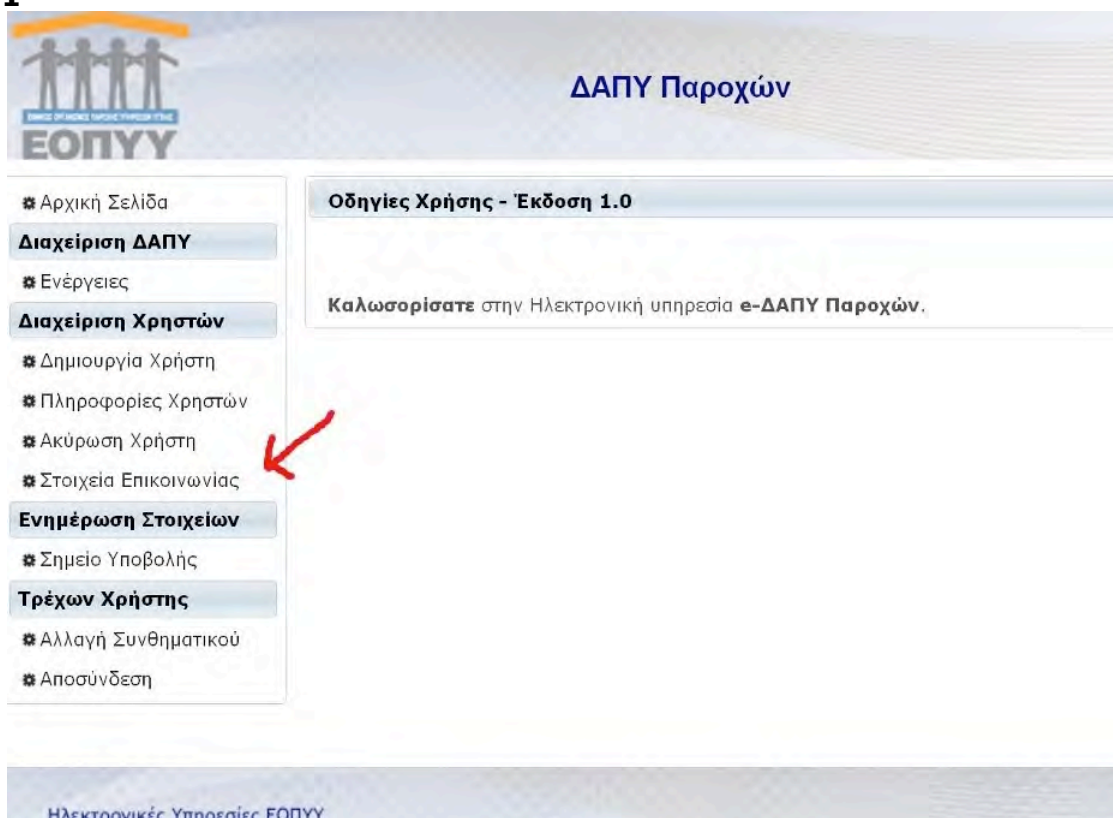 ΔΑΠΥ Παροχών
ΕΟΠΥΥ
Αρχική Σελίδα
Διαχείριση ΔΑΠΥ
Ενέργειες
Διαχείριση Χρηστών
Δημιουργία Χρήστη
Πληροφορίες Χρηστών
Ακύρωση Χρήστη
Στοιχεία Επικοινωνίας
Ενημέρωση Στοιχείων
Σημείο Υποβολής
Τρέχων Χρήστης
Αλλαγή Συνθηματικού
Αποσύνδεση
Οδηγίες Χρήσης - Έκδοση 1.0
Καλωσορίσατε στην Ηλεκτρονική υπηρεσία e-ΔΑΠΥ Παροχών.
Ηλεκτρονικές Υπηρεσίες ΕΟΠΥΥ